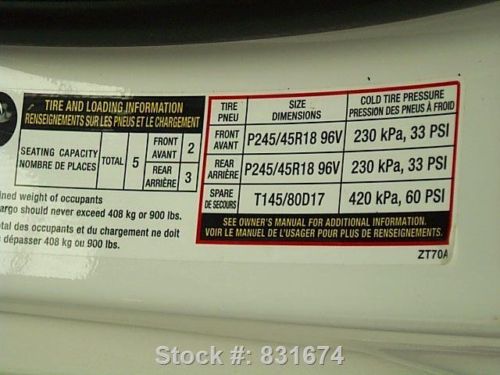 TIRE AND LOADING INFORMATION
RENSEIGNEMENTS SUR LES PNEUS ET LE CHARGEMENT
SEATING CAPACITY
NOMBRE DE PLACES
TOTAL 5
FRONT
AVANT 2
REAR
ARRIÈRE 3
of occupants
should never exceed 408 kg or 900 lbs.
total des occupants et du chargement ne doit
dépasser 408 kg ou 900 lbs.
TIRE
PNEU
SIZE
DIMENSIONS
COLD TIRE PRESSURE
PRESSION DES PNEUS À FROID
FRONT
AVANT
P245/45R18 96V
230 kPa, 33 PSI
REAR
ARRIÈRE
P245/45R18 96V
230 kPa, 33 PSI
SPARE
DE SECOURS
T145/80D17
420 kPa, 60 PSI
SEE OWNER'S MANUAL FOR ADDITIONAL INFORMATION.
VOIR LE MANUEL DE L'USAGER POUR PLUS DE RENSEIGNEMENTS.
ZT70A
Stock #: 831674